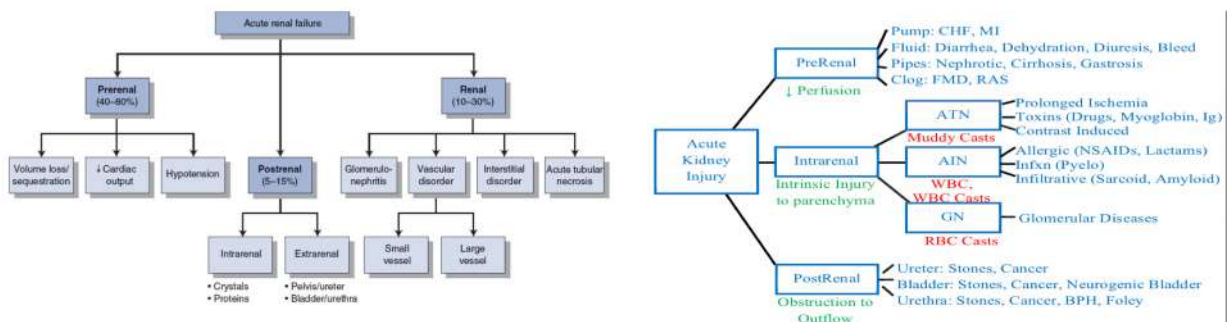 Acute renal failure
Prerenal
(40–80%)
Renal
(10–30%)
Volume loss/
sequestration
↓ Cardiac
output
Hypotension
Postrenal
(5–15%)
Glomerulo-
nephritis
Vascular
disorder
Interstitial
disorder
Acute tubular
necrosis
Intrarenal
Extrarenal
Small
vessel
Large
vessel
• Crystals
• Proteins
• Pelvis/ureter
• Bladder/urethra
Acute
Kidney
Injury
PreRenal
↓ Perfusion
Pump: CHF, MI
Fluid: Diarrhea, Dehydration, Diuresis, Bleed
Pipes: Nephrotic, Cirrhosis, Gastrosis
Clog: FMD, RAS
Intrarenal
Intrinsic Injury
to parenchyma
ATN
Muddy Casts
Prolonged Ischemia
Toxins (Drugs, Myoglobin, Ig)
Contrast Induced
AIN
WBC,
WBC Casts
Allergic (NSAIDs, Lactams)
Infxn (Pyelo)
Infiltrative (Sarcoid, Amyloid)
GN
RBC Casts
Glomerular Diseases
PostRenal
Obstruction to
Outflow
Ureter: Stones, Cancer
Bladder: Stones, Cancer, Neurogenic Bladder
Urethra: Stones, Cancer, BPH, Foley